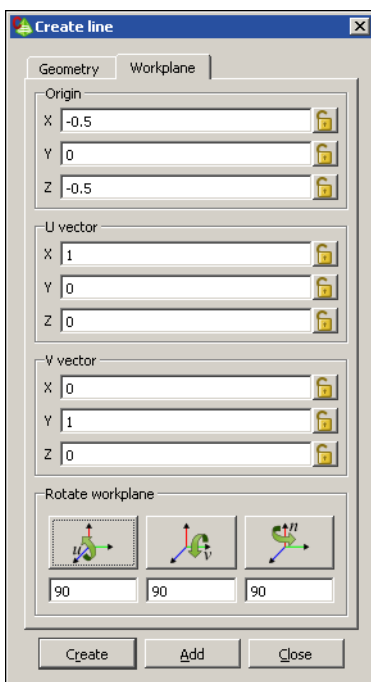 Create line
Geometry Workplane
Origin
X -0.5
Y 0
Z -0.5
U vector
X 1
Y 0
Z 0
V vector
X 0
Y 1
Z 0
Rotate workplane
u v n
90 90 90
Create Add Close